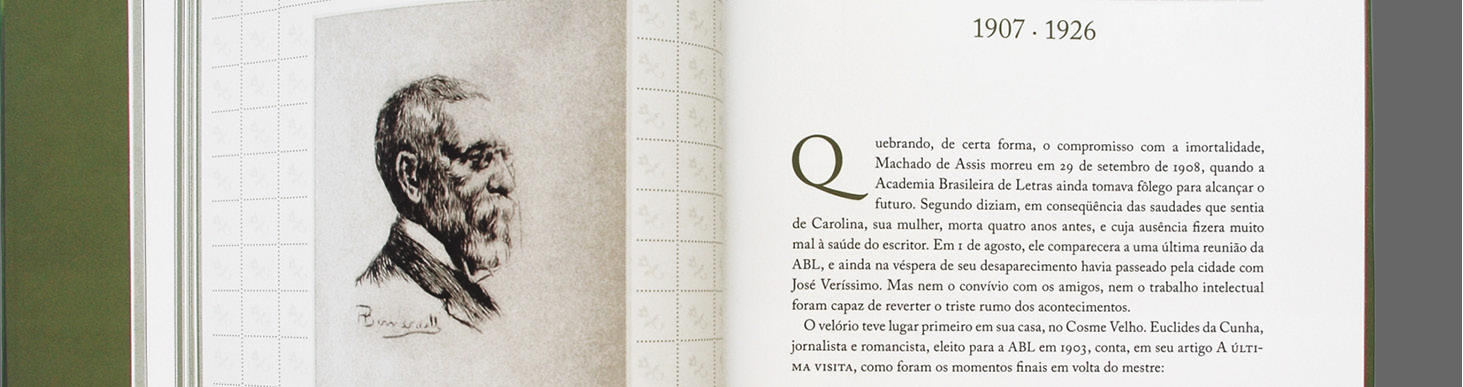 1907 · 1926
Quebrando, de certa forma, o compromisso com a imortalidade,
Machado de Assis morreu em 29 de setembro de 1908, quando a
Academia Brasileira de Letras ainda tomava fôlego para alcançar o
futuro. Segundo diziam, em conseqüência das saudades que sentia
de Carolina, sua mulher, morta quatro anos antes, e cuja ausência fizera muito
mal à saúde do escritor. Em 1 de agosto, ele comparecera a uma última reunião da
ABL, e ainda na véspera de seu desaparecimento havia passeado pela cidade com
José Veríssimo. Mas nem o convívio com os amigos, nem o trabalho intelectual
foram capaz de reverter o triste rumo dos acontecimentos.
O velório teve lugar primeiro em sua casa, no Cosme Velho. Euclides da Cunha,
jornalista e romancista, eleito para a ABL em 1903, conta, em seu artigo A ÚLTI-
MA VISITA, como foram os momentos finais em volta do mestre: